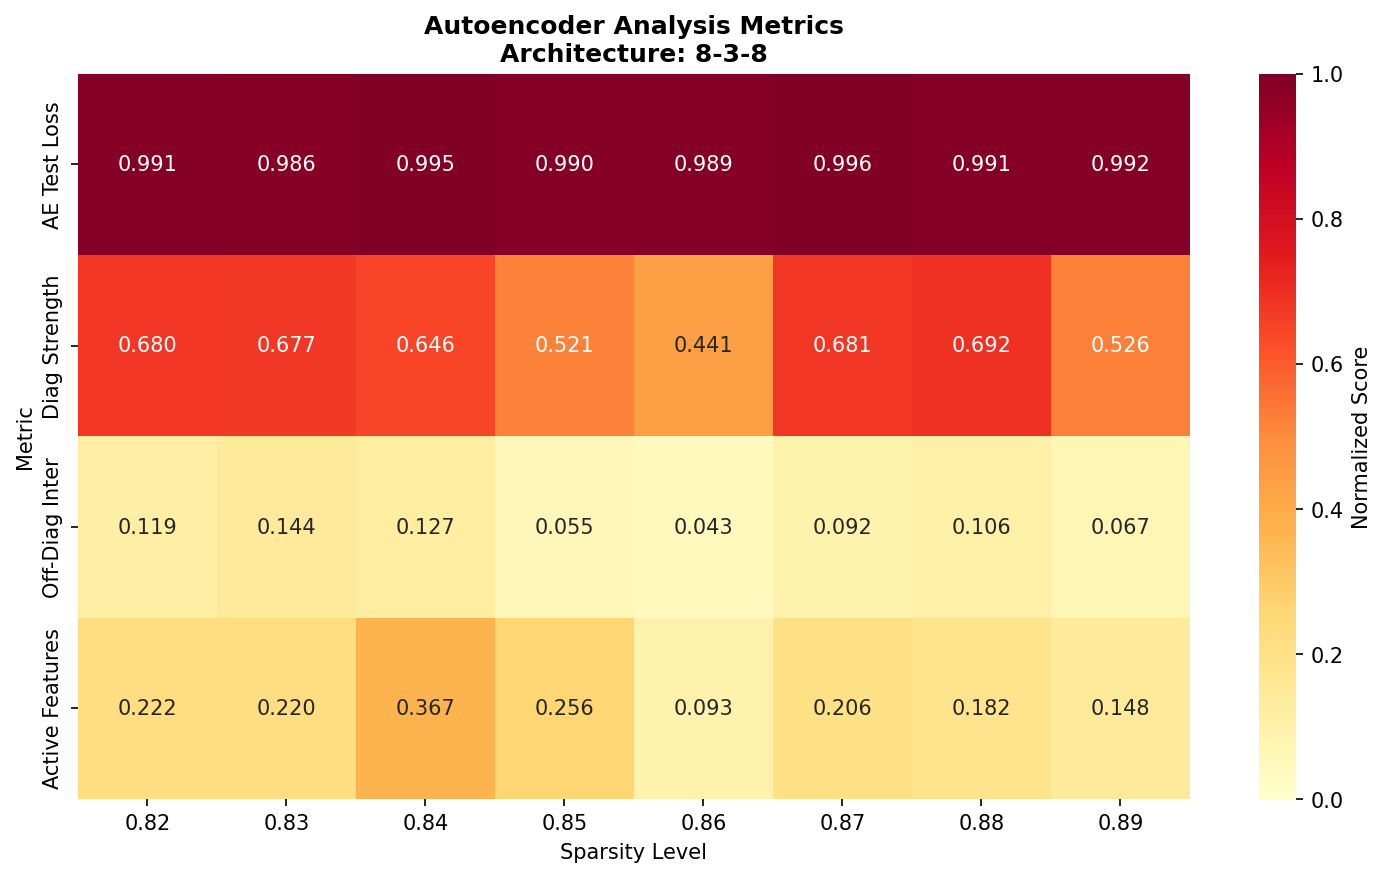 Autoencoder Analysis Metrics
Architecture: 8-3-8
Metric
AE Test Loss
0.991 0.986 0.995 0.990 0.989 0.996 0.991 0.992
Diag Strength
0.680 0.677 0.646 0.521 0.441 0.681 0.692 0.526
Off-Diag Inter
0.119 0.144 0.127 0.055 0.043 0.092 0.106 0.067
Active Features
0.222 0.220 0.367 0.256 0.093 0.206 0.182 0.148
0.82 0.83 0.84 0.85 0.86 0.87 0.88 0.89
Sparsity Level
1.0
0.8
0.6
0.4
0.2
0.0
Normalized Score